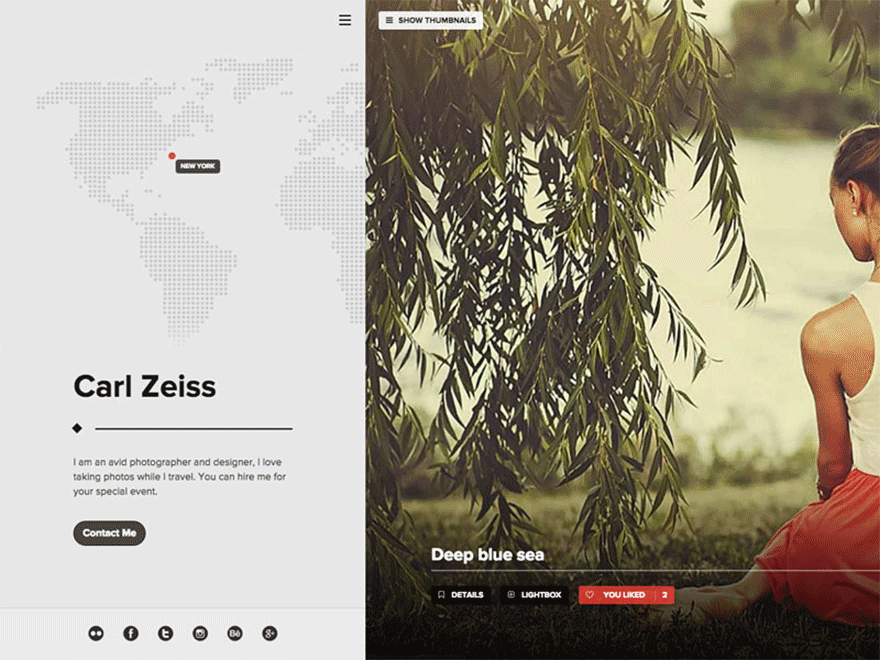 SHOW THUMBNAILS
NEW YORK
Carl Zeiss
I am an avid photographer and designer, I love
taking photos while I travel. You can hire me for
your special event.
Contact Me
Deep blue sea
DETAILS
LIGHTBOX
YOU LIKED 2
Bē
g+